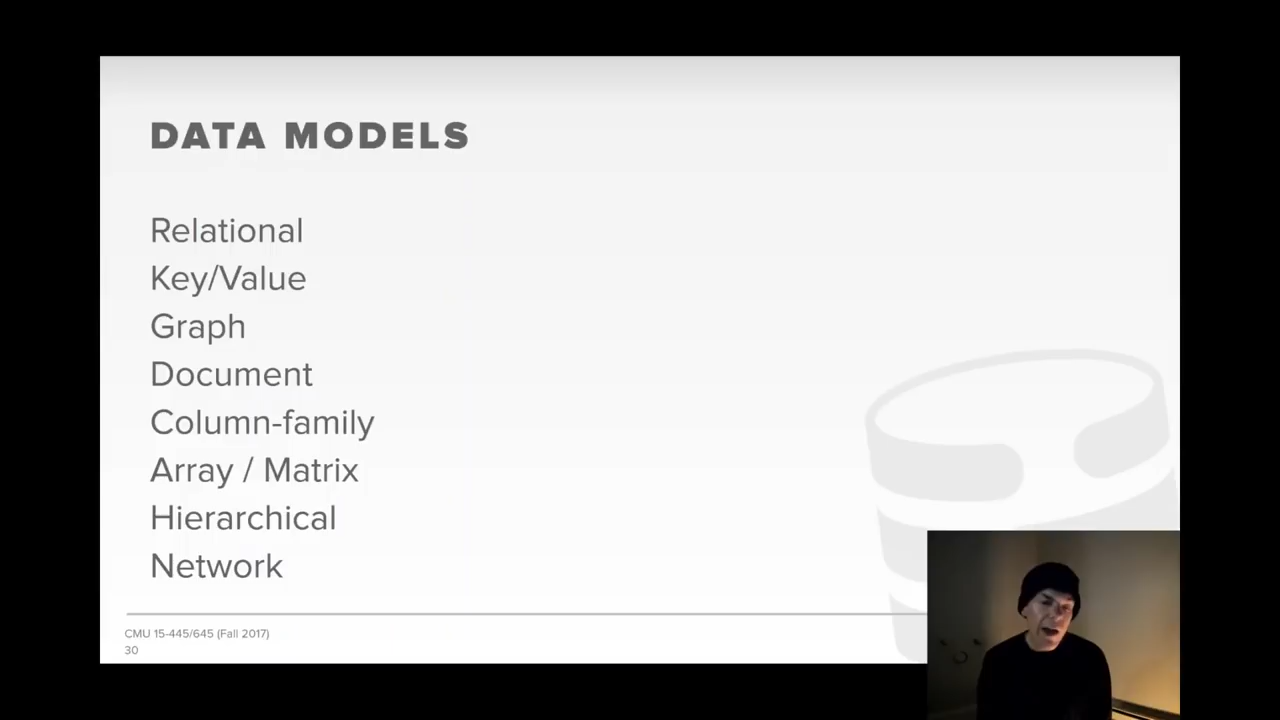 DATA MODELS
Relational
Key/Value
Graph
Document
Column-family
Array / Matrix
Hierarchical
Network
CMU 15-445/645 (Fall 2017)
30